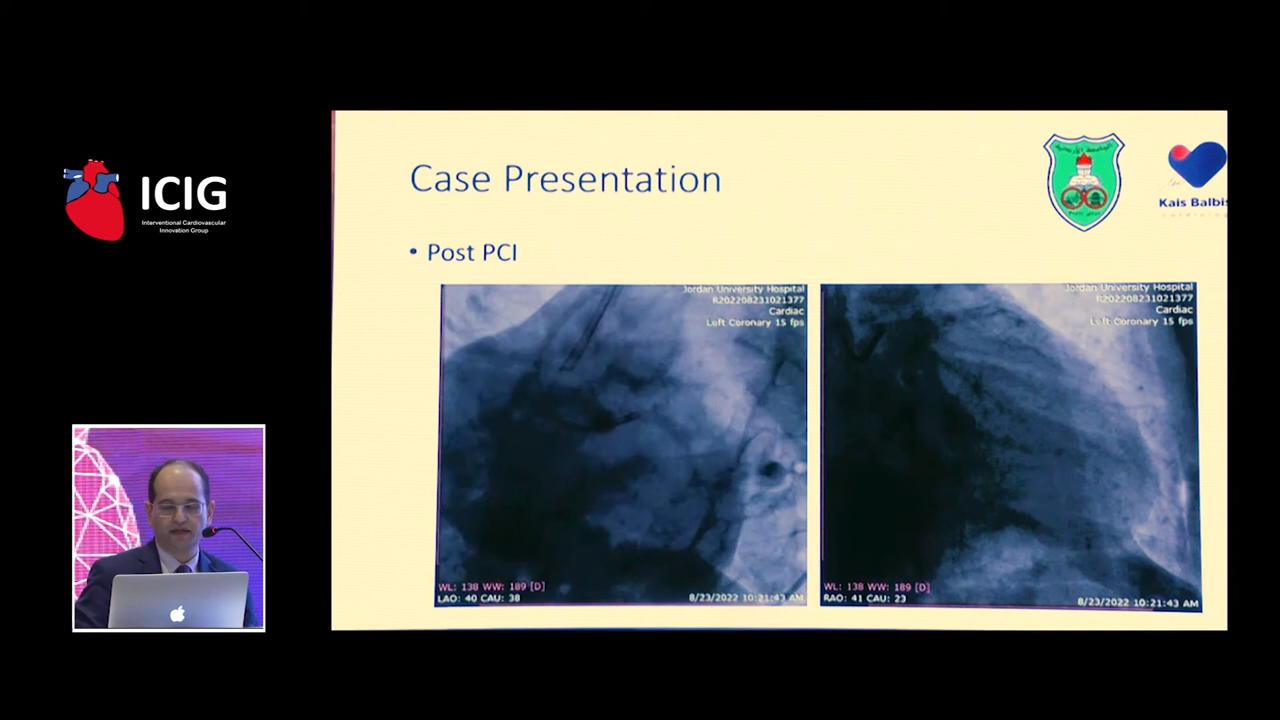 ICIG
Interventional Cardiovascular
Innovation Group
Case Presentation
Kais Balbis
• Post PCI
Jordan University Hospital
R202208231021377
Cardiac
Left Coronary 15 fps
WL: 138 WW: 189 [D]
LAO: 40 CAU: 38
8/23/2022 10:21:43 AM
Jordan University Hospital
R202208231021377
Cardiac
Left Coronary 15 fps
WL: 138 WW: 189 [D]
RAO: 41 CAU: 23
8/23/2022 10:21:43 AM